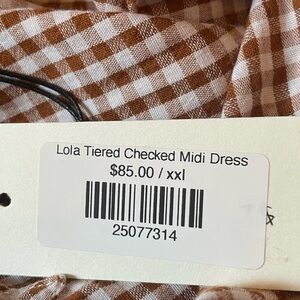 Lola Tiered Checked Midi Dress
$85.00 / xxl
25077314